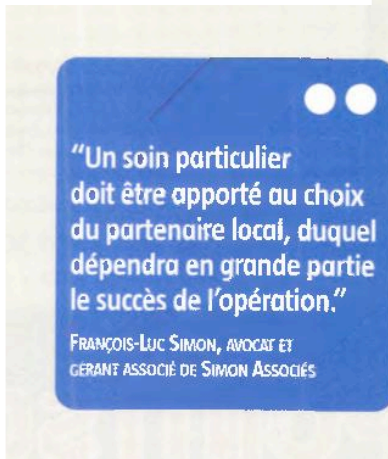 “Un soin particulier
doit être apporté au choix
du partenaire local, duquel
dépendra en grande partie
le succès de l’opération.”
FRANÇOIS-LUC SIMON, AVOCAT ET
GÉRANT ASSOCIÉ DE SIMON ASSOCIÉS